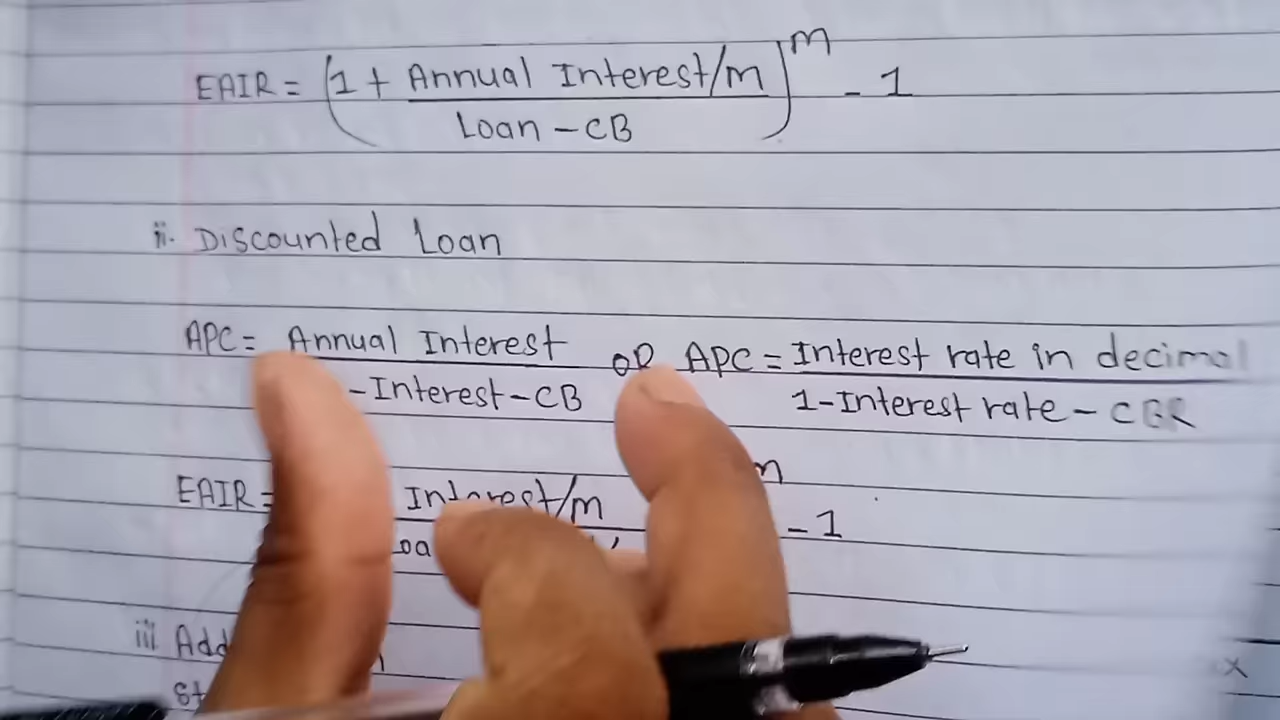 EAIR = (1 + Annual Interest/m / Loan - CB)^m - 1
ii. Discounted Loan
APC = Annual Interest / -Interest - CB OR APC = Interest rate in decimal / 1 - Interest rate - CBR
EAIR = Interest/m m - 1
iii Add
x